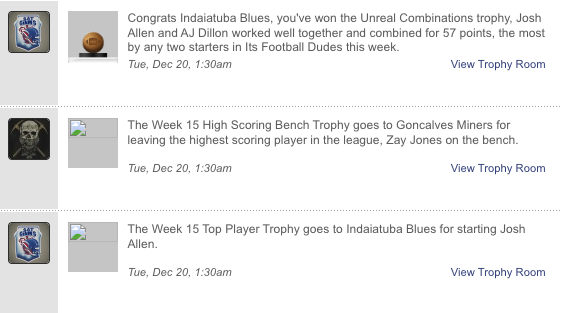 Congrats Indaiatuba Blues, you've won the Unreal Combinations trophy, Josh
Allen and AJ Dillon worked well together and combined for 57 points, the most
by any two starters in Its Football Dudes this week.
Tue, Dec 20, 1:30am View Trophy Room
The Week 15 High Scoring Bench Trophy goes to Goncalves Miners for
leaving the highest scoring player in the league, Zay Jones on the bench.
Tue, Dec 20, 1:30am View Trophy Room
The Week 15 Top Player Trophy goes to Indaiatuba Blues for starting Josh
Allen.
Tue, Dec 20, 1:30am View Trophy Room